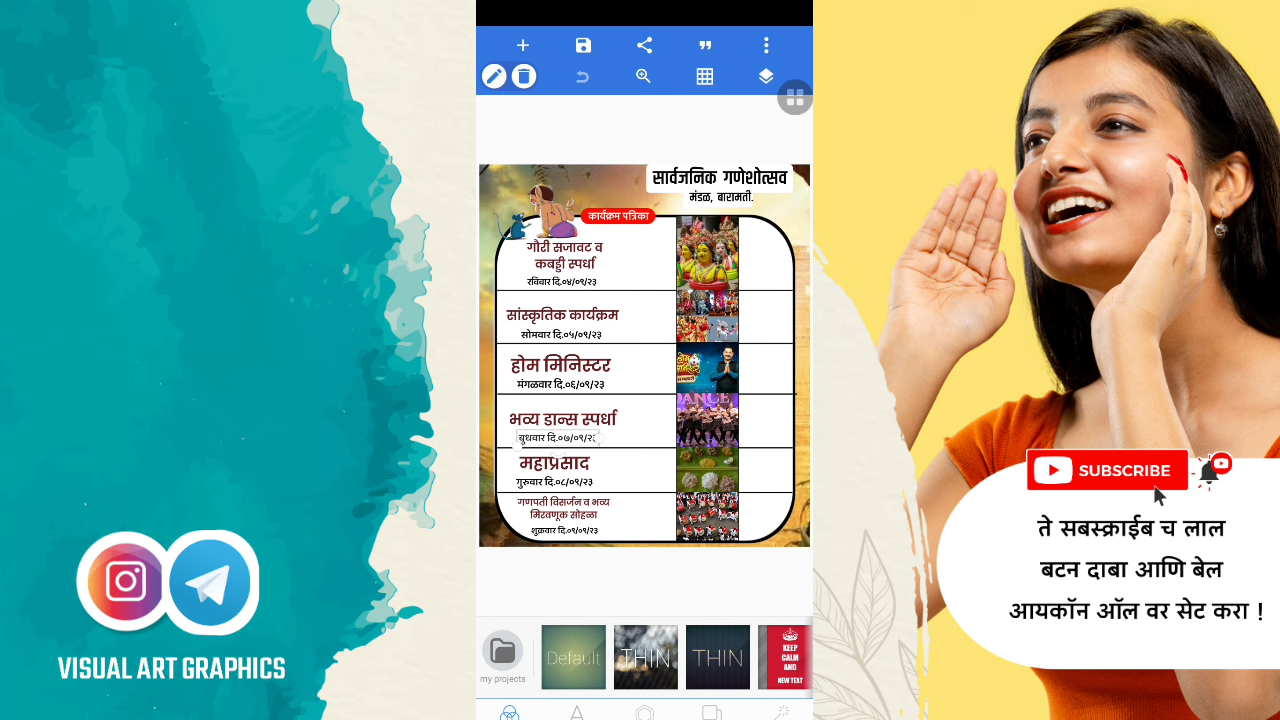 सार्वजनिक गणेशोत्सव
मंडळ, बारामती.
कार्यक्रम पत्रिका
गौरी सजावट व
कबड्डी स्पर्धा
रविवार दि.०४/०९/२३
सांस्कृतिक कार्यक्रम
सोमवार दि.०५/०९/२३
होम मिनिस्टर
मंगळवार दि.०६/०९/२३
भव्य डान्स स्पर्धा
DANCE
बुधवार दि.०७/०९/२३
महाप्रसाद
गुरुवार दि.०८/०९/२३
गणपती विसर्जन व भव्य
मिरवणूक सोहळा
शुक्रवार दि.०९/०९/२३
my projects
Default
THIN
THIN
KEEP
CALM
AND
NEW TEXT
VISUAL ART GRAPHICS
SUBSCRIBE
ते सबस्क्राईब च लाल
बटन दाबा आणि बेल
आयकॉन ऑल वर सेट करा !